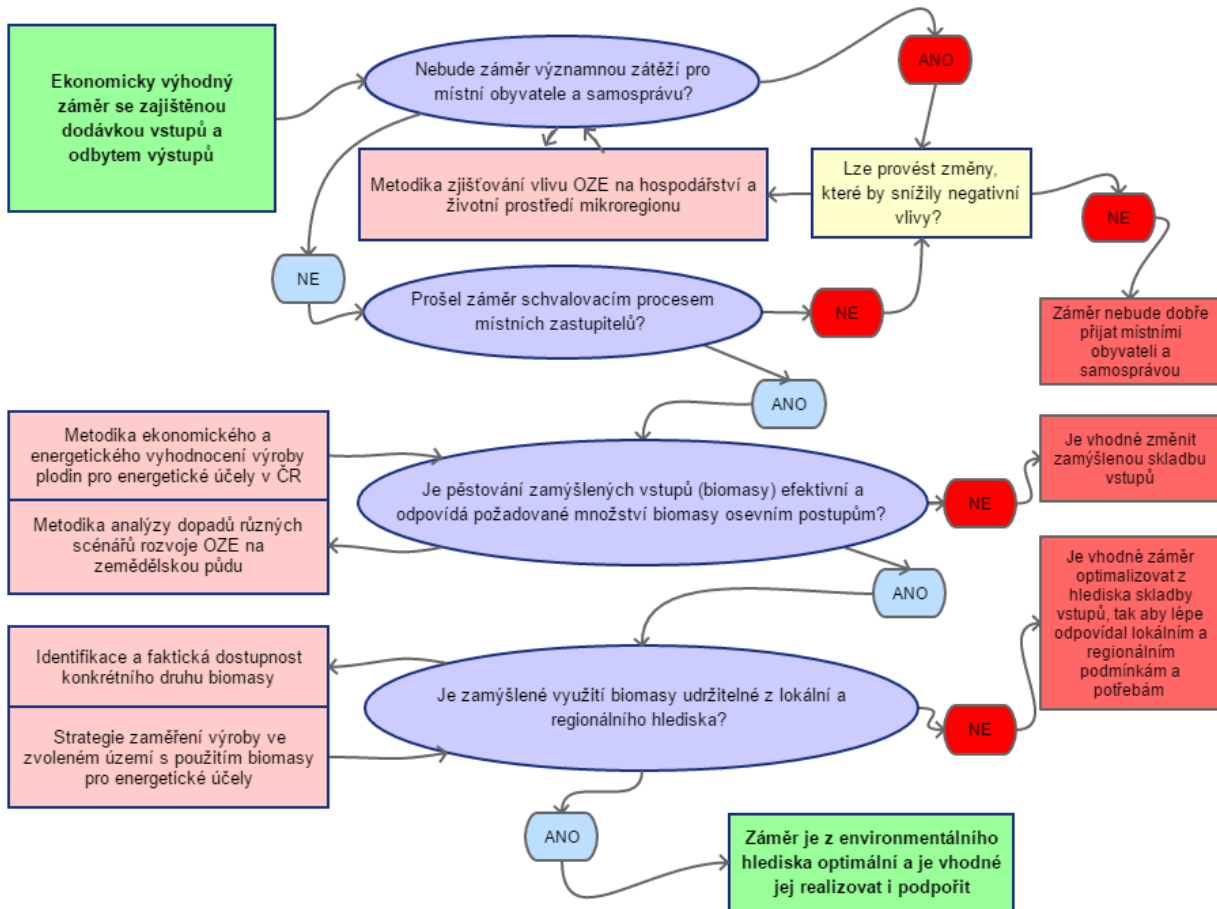 Ekonomicky výhodný
záměr se zajištěnou
dodávkou vstupů a
odbytem výstupů
Nebude záměr významnou zátěží pro
místní obyvatele a samosprávu?
ANO
Metodika zjišťování vlivu OZE na hospodářství a
životní prostředí mikroregionu
Lze provést změny,
které by snížily negativní
vlivy?
NE
NE
Prošel záměr schvalovacím procesem
místních zastupitelů?
NE
Záměr nebude dobře
přijat místními
obyvateli a
samosprávou
ANO
Metodika ekonomického a
energetického vyhodnocení výroby
plodin pro energetické účely v ČR
Metodika analýzy dopadů různých
scénářů rozvoje OZE na
zemědělskou půdu
Je pěstování zamýšlených vstupů (biomasy) efektivní a
odpovídá požadované množství biomasy osevním postupům?
NE
Je vhodné změnit
zamýšlenou skladbu
vstupů
ANO
Je vhodné záměr
optimalizovat z
hlediska skladby
vstupů, tak aby lépe
odpovídal lokálním a
regionálním
podmínkám a
potřebám
Identifikace a faktická dostupnost
konkrétního druhu biomasy
Strategie zaměření výroby ve
zvoleném území s použitím biomasy
pro energetické účely
Je zamýšlené využití biomasy udržitelné z lokální a
regionálního hlediska?
NE
ANO
Záměr je z environmentálního
hlediska optimální a je vhodné
jej realizovat i podpořit